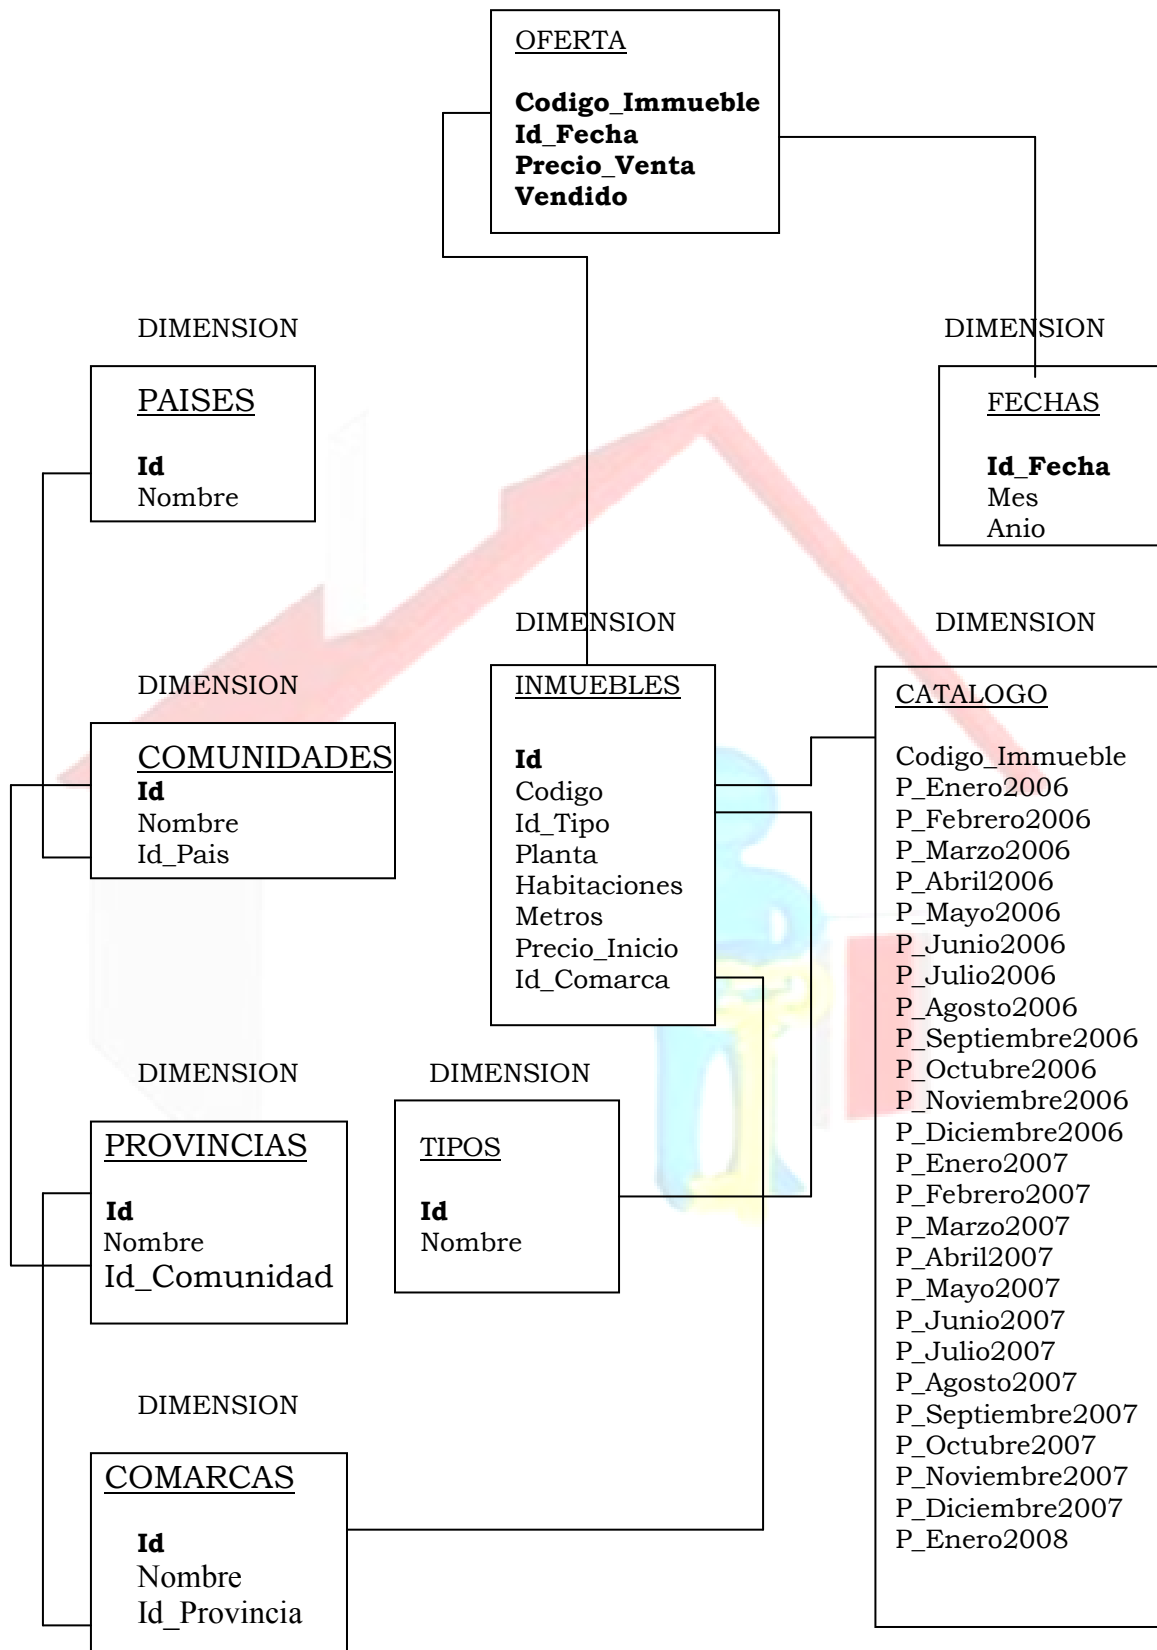 OFERTA
Codigo_Immueble
Id_Fecha
Precio_Venta
Vendido
DIMENSION
PAISES
Id
Nombre
DIMENSION
FECHAS
Id_Fecha
Mes
Anio
DIMENSION
COMUNIDADES
Id
Nombre
Id_Pais
DIMENSION
INMUEBLES
Id
Codigo
Id_Tipo
Planta
Habitaciones
Metros
Precio_Inicio
Id_Comarca
DIMENSION
CATALOGO
Codigo_Immueble
P_Enero2006
P_Febrero2006
P_Marzo2006
P_Abril2006
P_Mayo2006
P_Junio2006
P_Julio2006
P_Agosto2006
P_Septiembre2006
P_Octubre2006
P_Noviembre2006
P_Diciembre2006
P_Enero2007
P_Febrero2007
P_Marzo2007
P_Abril2007
P_Mayo2007
P_Junio2007
P_Julio2007
P_Agosto2007
P_Septiembre2007
P_Octubre2007
P_Noviembre2007
P_Diciembre2007
P_Enero2008
DIMENSION
PROVINCIAS
Id
Nombre
Id_Comunidad
DIMENSION
TIPOS
Id
Nombre
DIMENSION
COMARCAS
Id
Nombre
Id_Provincia